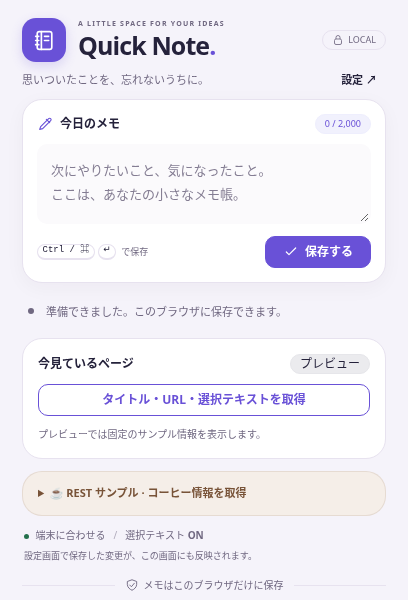 A LITTLE SPACE FOR YOUR IDEAS
Quick Note.
LOCAL
思いついたことを、忘れないうちに。
設定 ↗
今日のメモ
0 / 2,000
次にやりたいこと、気になったこと。
ここは、あなたの小さなメモ帳。
Ctrl / ⌘ ↵ で保存
保存する
準備できました。このブラウザに保存できます。
今見ているページ
プレビュー
タイトル・URL・選択テキストを取得
プレビューでは固定のサンプル情報を表示します。
▶ ☕ REST サンプル · コーヒー情報を取得
端末に合わせる / 選択テキスト ON
設定画面で保存した変更が、この画面にも反映されます。
メモはこのブラウザだけに保存